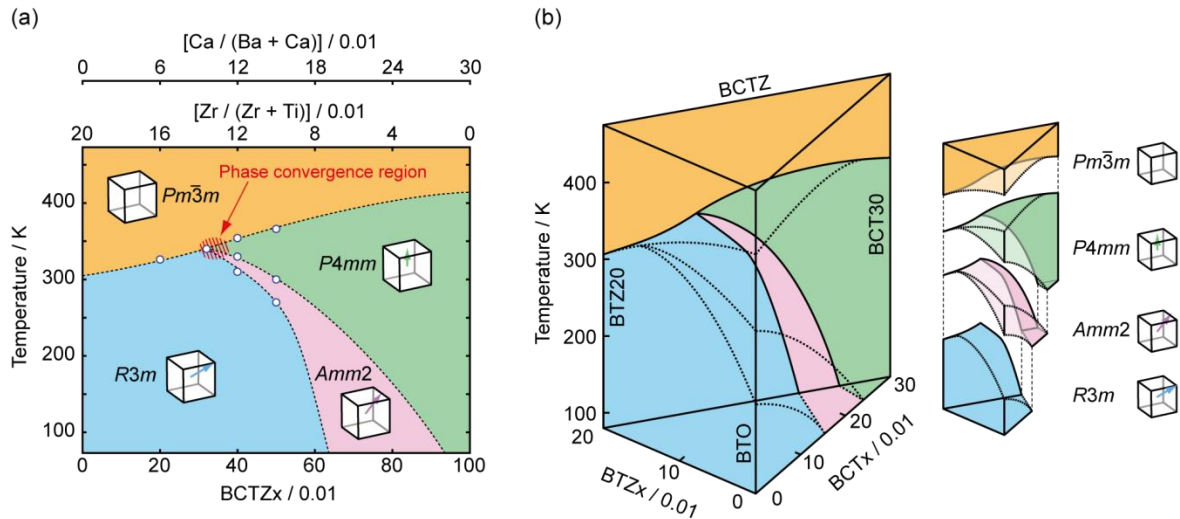 (a)
[Ca / (Ba + Ca)] / 0.01
0 6 12 18 24 30
[Zr / (Zr + Ti)] / 0.01
20 16 12 8 4 0
Phase convergence region
Pm3̅m
P4mm
R3m
Amm2
400
300
200
100
Temperature / K
0 20 40 60 80 100
BCTZx / 0.01
(b)
BCTZ
400
300
200
100
Temperature / K
BTZ20
BTO
BCT30
20
10
0
BTZx / 0.01
0
10
20
30
BCTx / 0.01
Pm3̅m
P4mm
Amm2
R3m